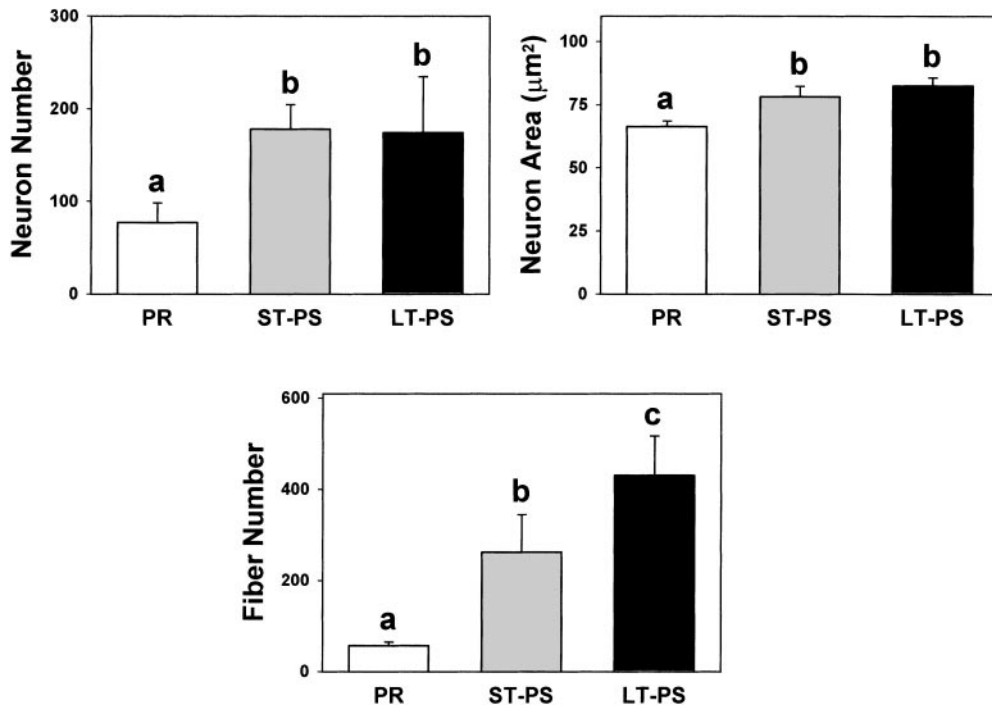 Neuron Number
300
200
100
0
a
b
b
PR ST-PS LT-PS
Neuron Area (μm²)
100
75
50
25
0
a
b
b
PR ST-PS LT-PS
Fiber Number
600
400
200
0
a
b
c
PR ST-PS LT-PS